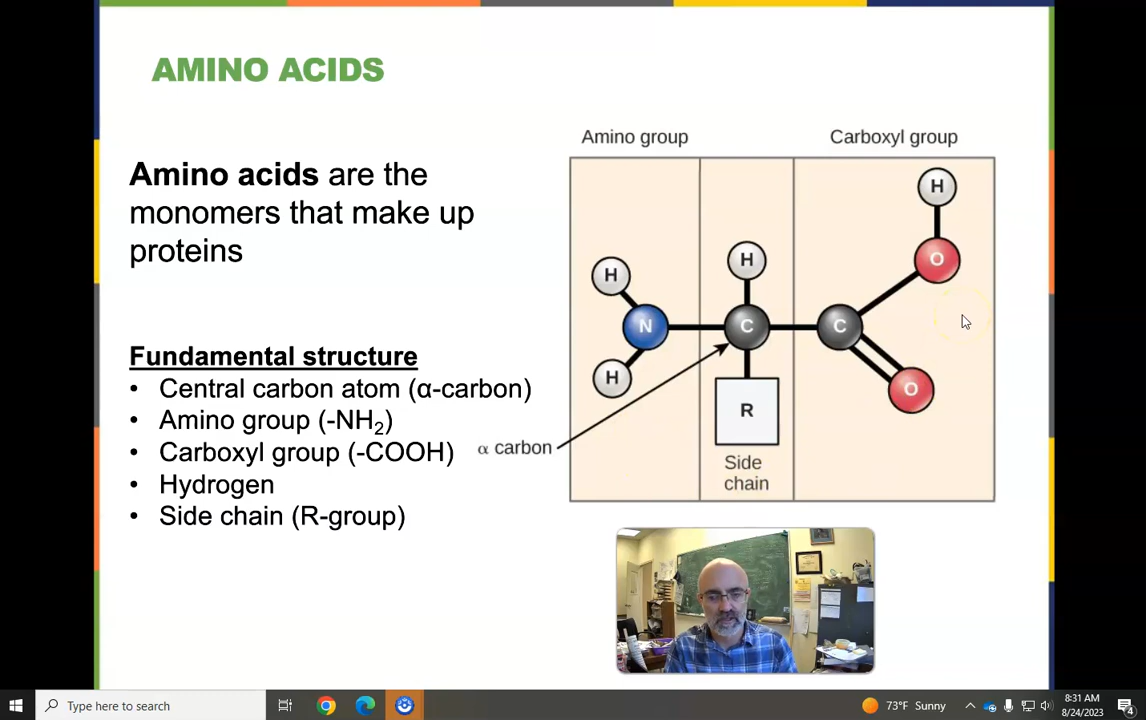 AMINO ACIDS
Amino acids are the
monomers that make up
proteins
Fundamental structure
• Central carbon atom (α-carbon)
• Amino group (-NH₂)
• Carboxyl group (-COOH)
• Hydrogen
• Side chain (R-group)
Amino group
Carboxyl group
H
O
H
H
N
C
C
H
O
R
α carbon
Side
chain
Type here to search
73°F Sunny
8:31 AM
8/24/2023
4